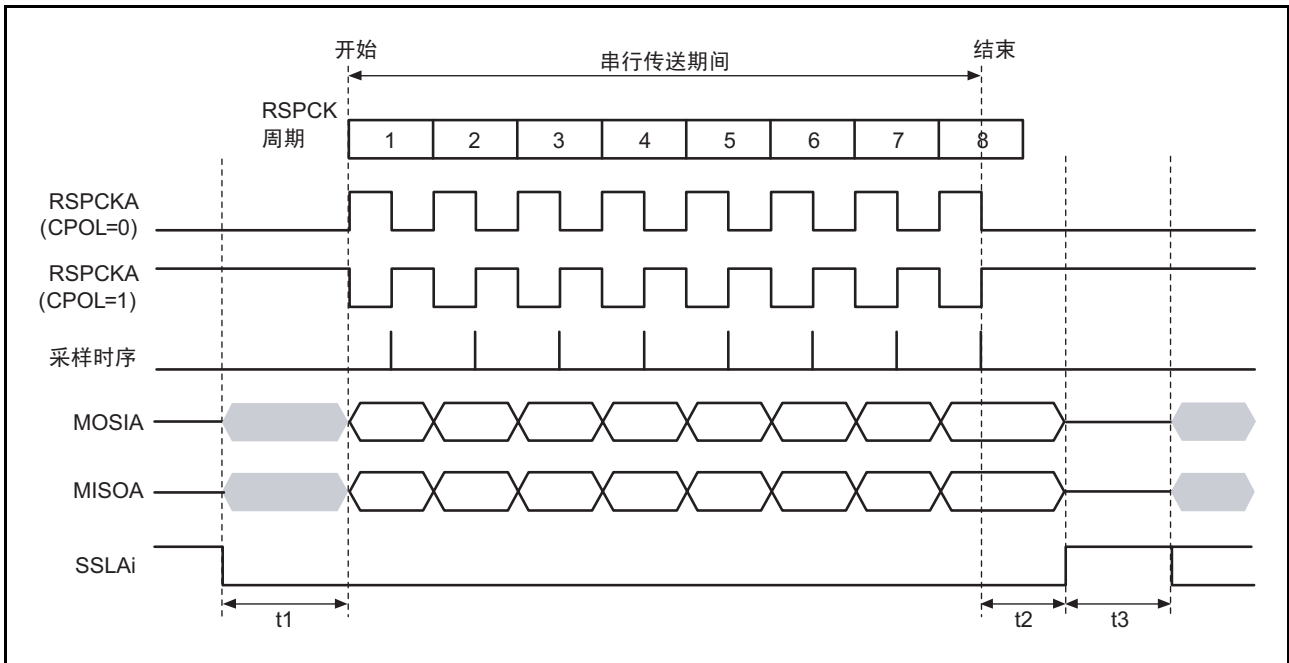 开始
串行传送期间
结束
RSPCK
周期
1 2 3 4 5 6 7 8
RSPCKA
(CPOL=0)
RSPCKA
(CPOL=1)
采样时序
MOSIA
MISOA
SSLAi
t1
t2
t3